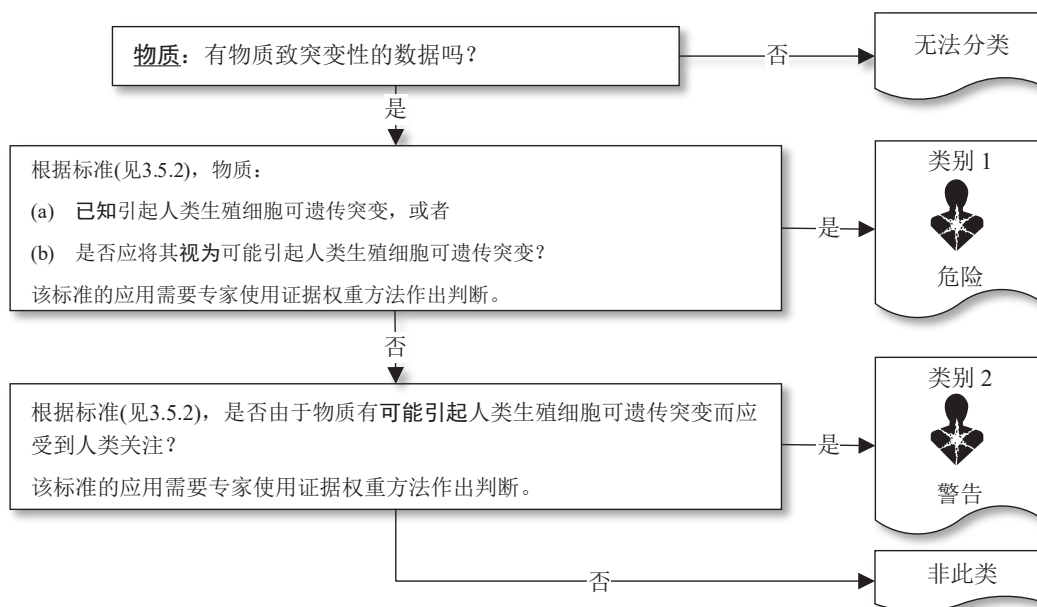 物质：有物质致突变性的数据吗？
否
无法分类
是
根据标准(见3.5.2)，物质：
(a) 已知引起人类生殖细胞可遗传突变，或者
(b) 是否应将其视为可能引起人类生殖细胞可遗传突变？
该标准的应用需要专家使用证据权重方法作出判断。
是
类别 1
危险
否
根据标准(见3.5.2)，是否由于物质有可能引起人类生殖细胞可遗传突变而应
受到人类关注？
该标准的应用需要专家使用证据权重方法作出判断。
是
类别 2
警告
否
非此类